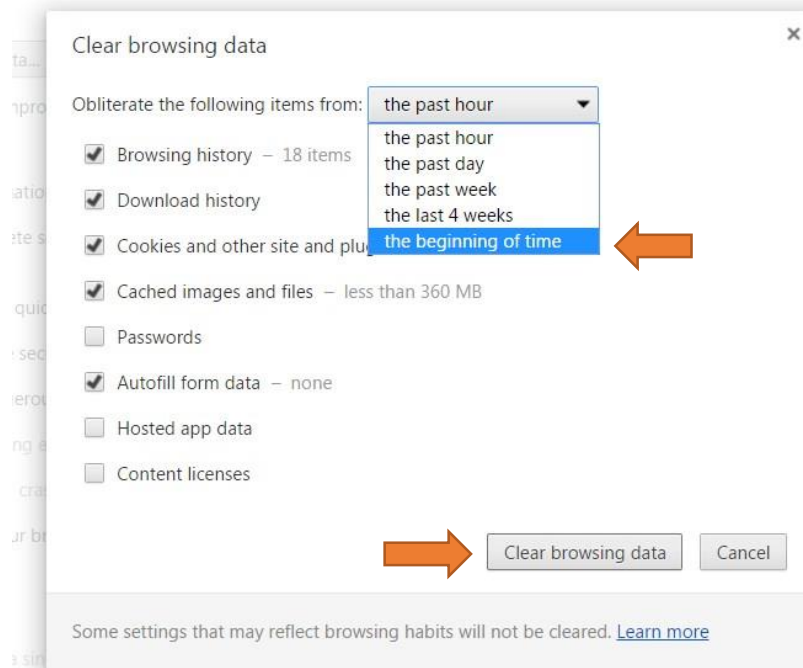 Clear browsing data
Obliterate the following items from: the past hour
the past hour
Browsing history – 18 items
the past day
the past week
Download history
the last 4 weeks
Cookies and other site and plu
the beginning of time
Cached images and files – less than 360 MB
Passwords
Autofill form data – none
Hosted app data
Content licenses
Clear browsing data Cancel
Some settings that may reflect browsing habits will not be cleared. Learn more